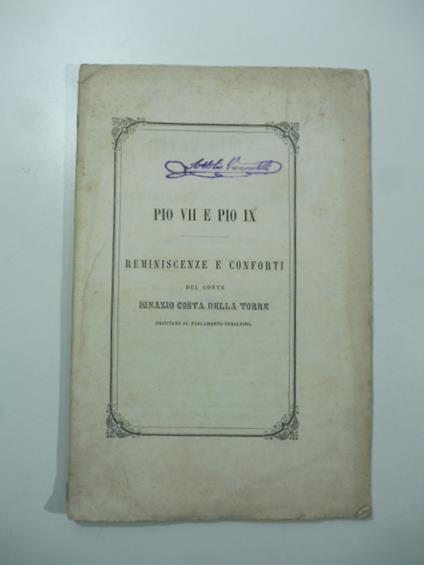 PIO VII E PIO IX
REMINISCENZE E CONFORTI
DEL CONTE
IGNAZIO COSTA DELLA TORRE
DEPUTATO AL PARLAMENTO SUBALPINO.